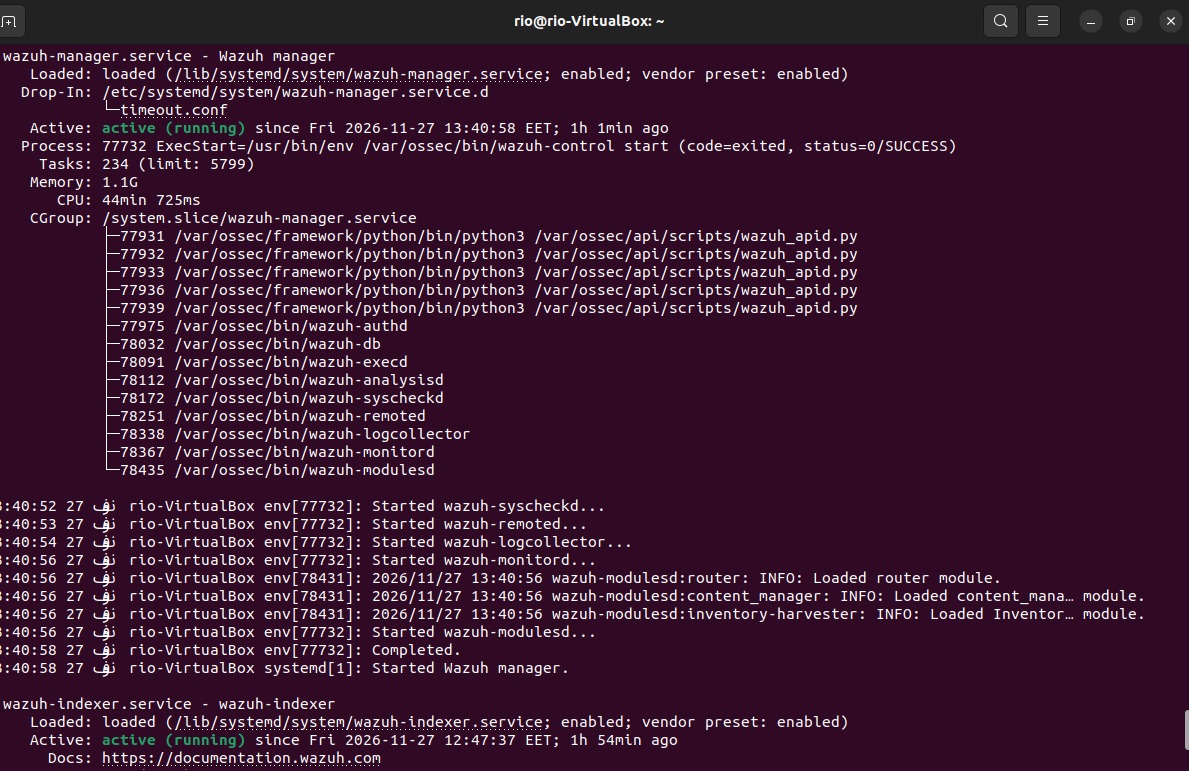 rio@rio-VirtualBox: ~
wazuh-manager.service - Wazuh manager
Loaded: loaded (/lib/systemd/system/wazuh-manager.service; enabled; vendor preset: enabled)
Drop-In: /etc/systemd/system/wazuh-manager.service.d
└─timeout.conf
Active: active (running) since Fri 2026-11-27 13:40:58 EET; 1h 1min ago
Process: 77732 ExecStart=/usr/bin/env /var/ossec/bin/wazuh-control start (code=exited, status=0/SUCCESS)
Tasks: 234 (limit: 5799)
Memory: 1.1G
CPU: 44min 725ms
CGroup: /system.slice/wazuh-manager.service
├─77931 /var/ossec/framework/python/bin/python3 /var/ossec/api/scripts/wazuh_apid.py
├─77932 /var/ossec/framework/python/bin/python3 /var/ossec/api/scripts/wazuh_apid.py
├─77933 /var/ossec/framework/python/bin/python3 /var/ossec/api/scripts/wazuh_apid.py
├─77936 /var/ossec/framework/python/bin/python3 /var/ossec/api/scripts/wazuh_apid.py
├─77939 /var/ossec/framework/python/bin/python3 /var/ossec/api/scripts/wazuh_apid.py
├─77975 /var/ossec/bin/wazuh-authd
├─78032 /var/ossec/bin/wazuh-db
├─78091 /var/ossec/bin/wazuh-execd
├─78112 /var/ossec/bin/wazuh-analysisd
├─78172 /var/ossec/bin/wazuh-syscheckd
├─78251 /var/ossec/bin/wazuh-remoted
├─78338 /var/ossec/bin/wazuh-logcollector
├─78367 /var/ossec/bin/wazuh-monitord
└─78435 /var/ossec/bin/wazuh-modulesd
3:40:52 27 نوف rio-VirtualBox env[77732]: Started wazuh-syscheckd...
3:40:53 27 نوف rio-VirtualBox env[77732]: Started wazuh-remoted...
3:40:54 27 نوف rio-VirtualBox env[77732]: Started wazuh-logcollector...
3:40:56 27 نوف rio-VirtualBox env[77732]: Started wazuh-monitord...
3:40:56 27 نوف rio-VirtualBox env[78431]: 2026/11/27 13:40:56 wazuh-modulesd:router: INFO: Loaded router module.
3:40:56 27 نوف rio-VirtualBox env[78431]: 2026/11/27 13:40:56 wazuh-modulesd:content_manager: INFO: Loaded content_mana… module.
3:40:56 27 نوف rio-VirtualBox env[78431]: 2026/11/27 13:40:56 wazuh-modulesd:inventory-harvester: INFO: Loaded Inventor… module.
3:40:56 27 نوف rio-VirtualBox env[77732]: Started wazuh-modulesd...
3:40:58 27 نوف rio-VirtualBox env[77732]: Completed.
3:40:58 27 نوف rio-VirtualBox systemd[1]: Started Wazuh manager.
wazuh-indexer.service - wazuh-indexer
Loaded: loaded (/lib/systemd/system/wazuh-indexer.service; enabled; vendor preset: enabled)
Active: active (running) since Fri 2026-11-27 12:47:37 EET; 1h 54min ago
Docs: https://documentation.wazuh.com